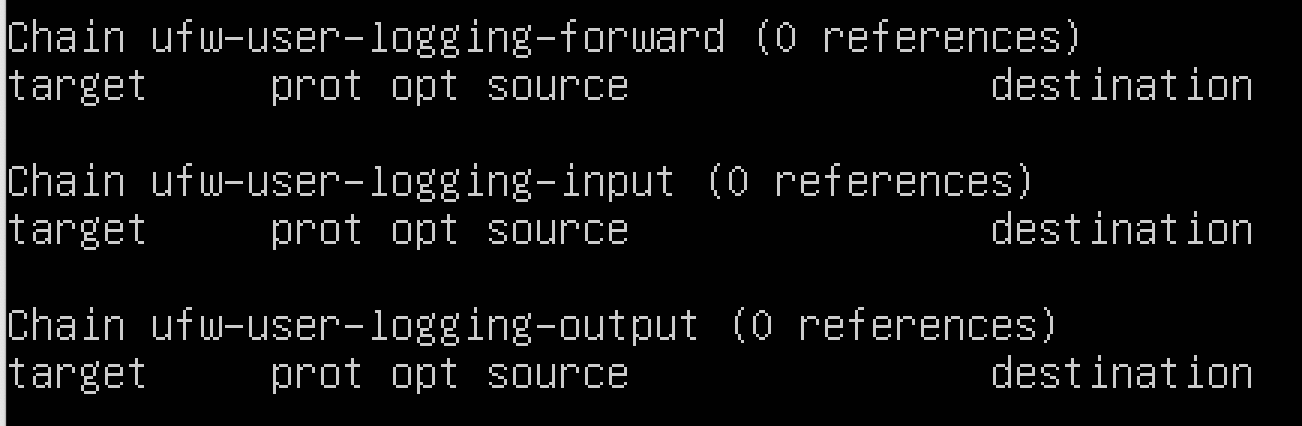 Chain ufw-user-logging-forward (0 references)
target     prot opt source               destination
Chain ufw-user-logging-input (0 references)
target     prot opt source               destination
Chain ufw-user-logging-output (0 references)
target     prot opt source               destination